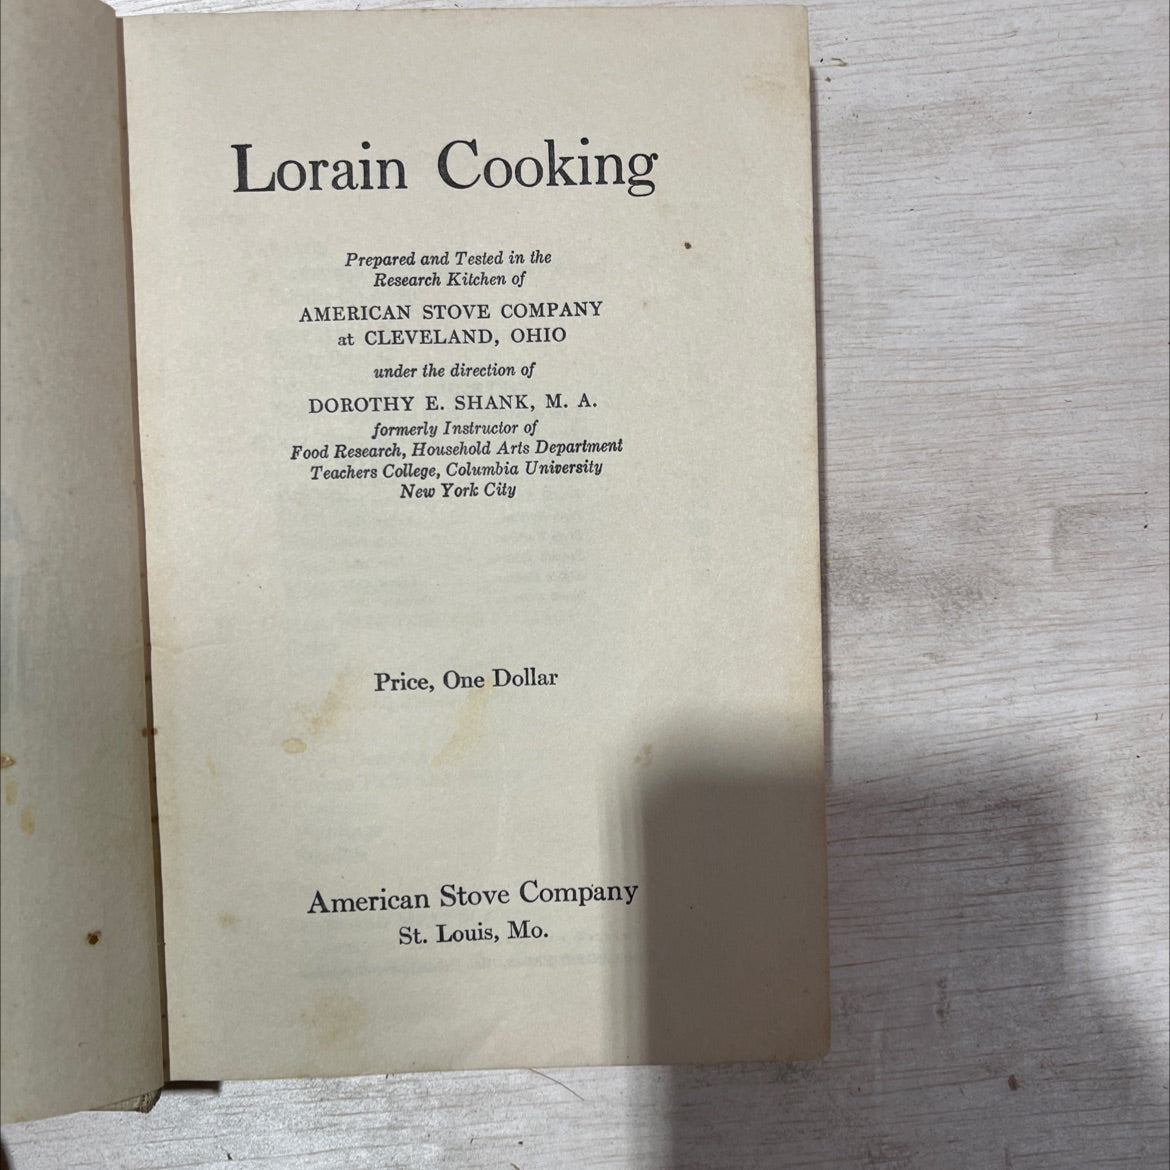 Lorain Cooking
Prepared and Tested in the
Research Kitchen of
AMERICAN STOVE COMPANY
at CLEVELAND, OHIO
under the direction of
DOROTHY E. SHANK, M. A.
formerly Instructor of
Food Research, Household Arts Department
Teachers College, Columbia University
New York City
Price, One Dollar
American Stove Company
St. Louis, Mo.